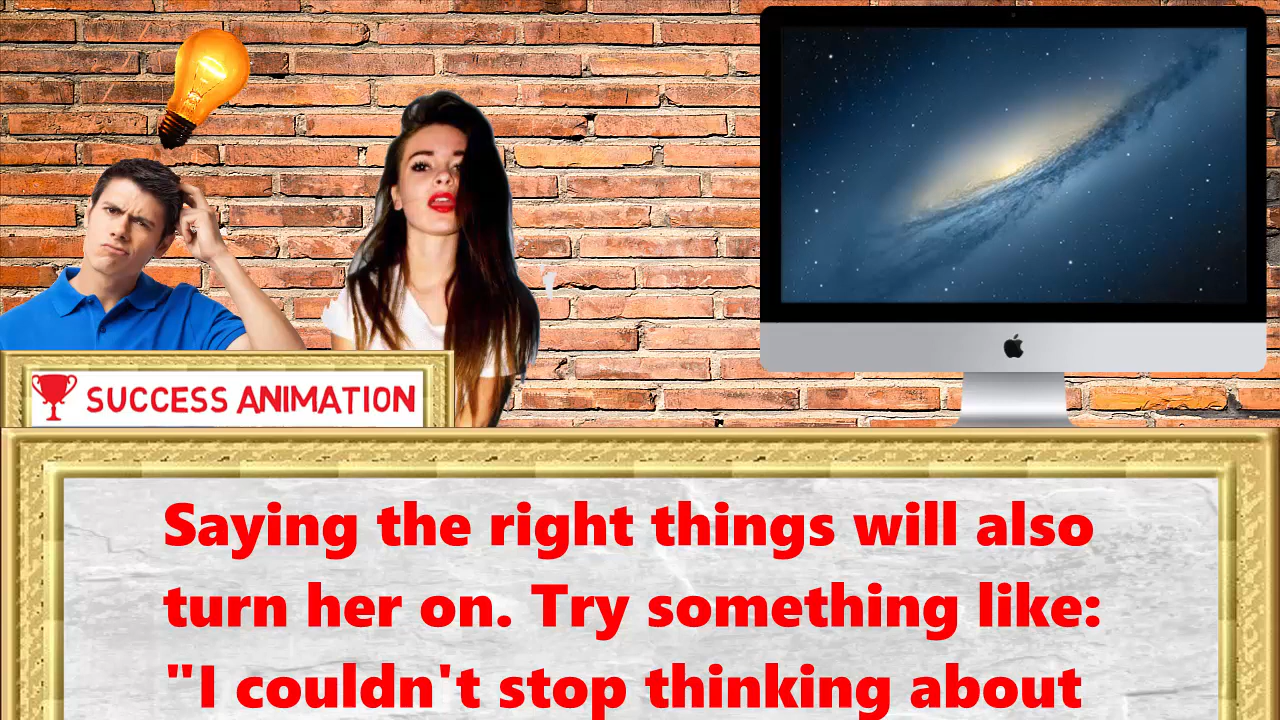 SUCCESS ANIMATION
Saying the right things will also
turn her on. Try something like:
"I couldn't stop thinking about